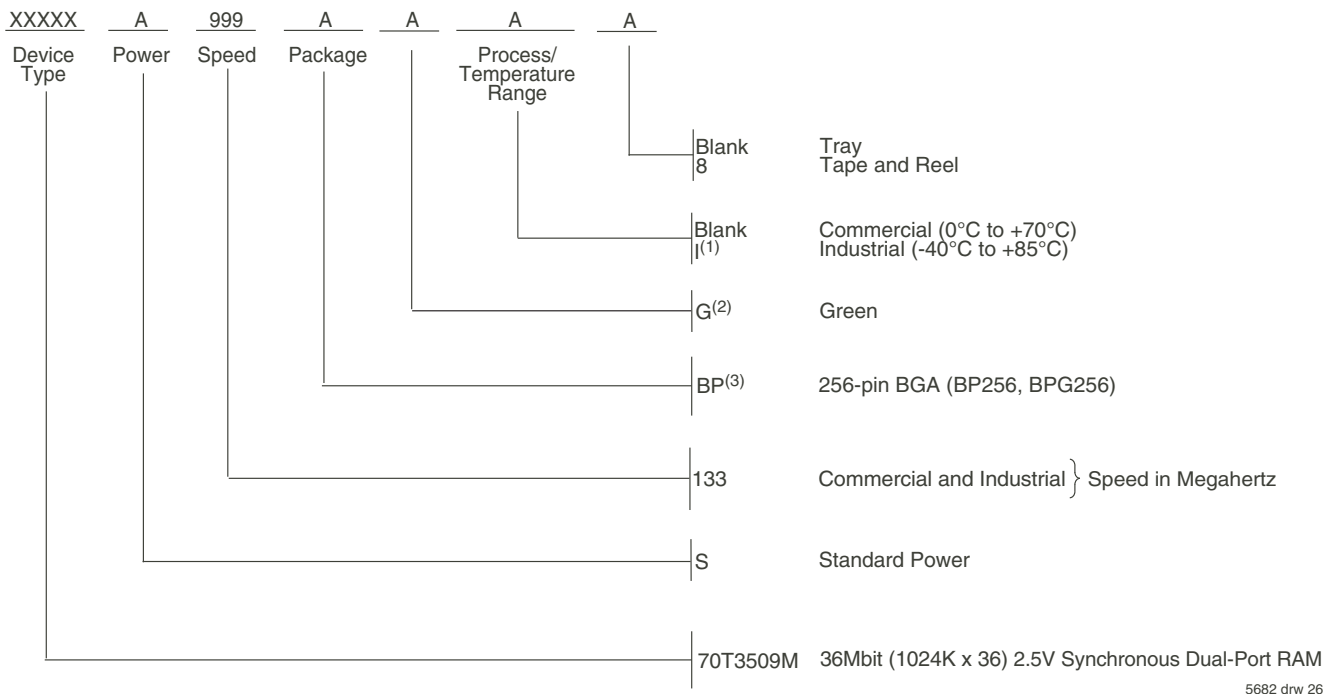 XXXXX A 999 A A A A
Device Type Power Speed Package Process/ Temperature Range
Blank Tray
8 Tape and Reel
Blank Commercial (0°C to +70°C)
I(1) Industrial (-40°C to +85°C)
G(2) Green
BP(3) 256-pin BGA (BP256, BPG256)
133 Commercial and Industrial } Speed in Megahertz
S Standard Power
70T3509M 36Mbit (1024K x 36) 2.5V Synchronous Dual-Port RAM
5682 drw 26